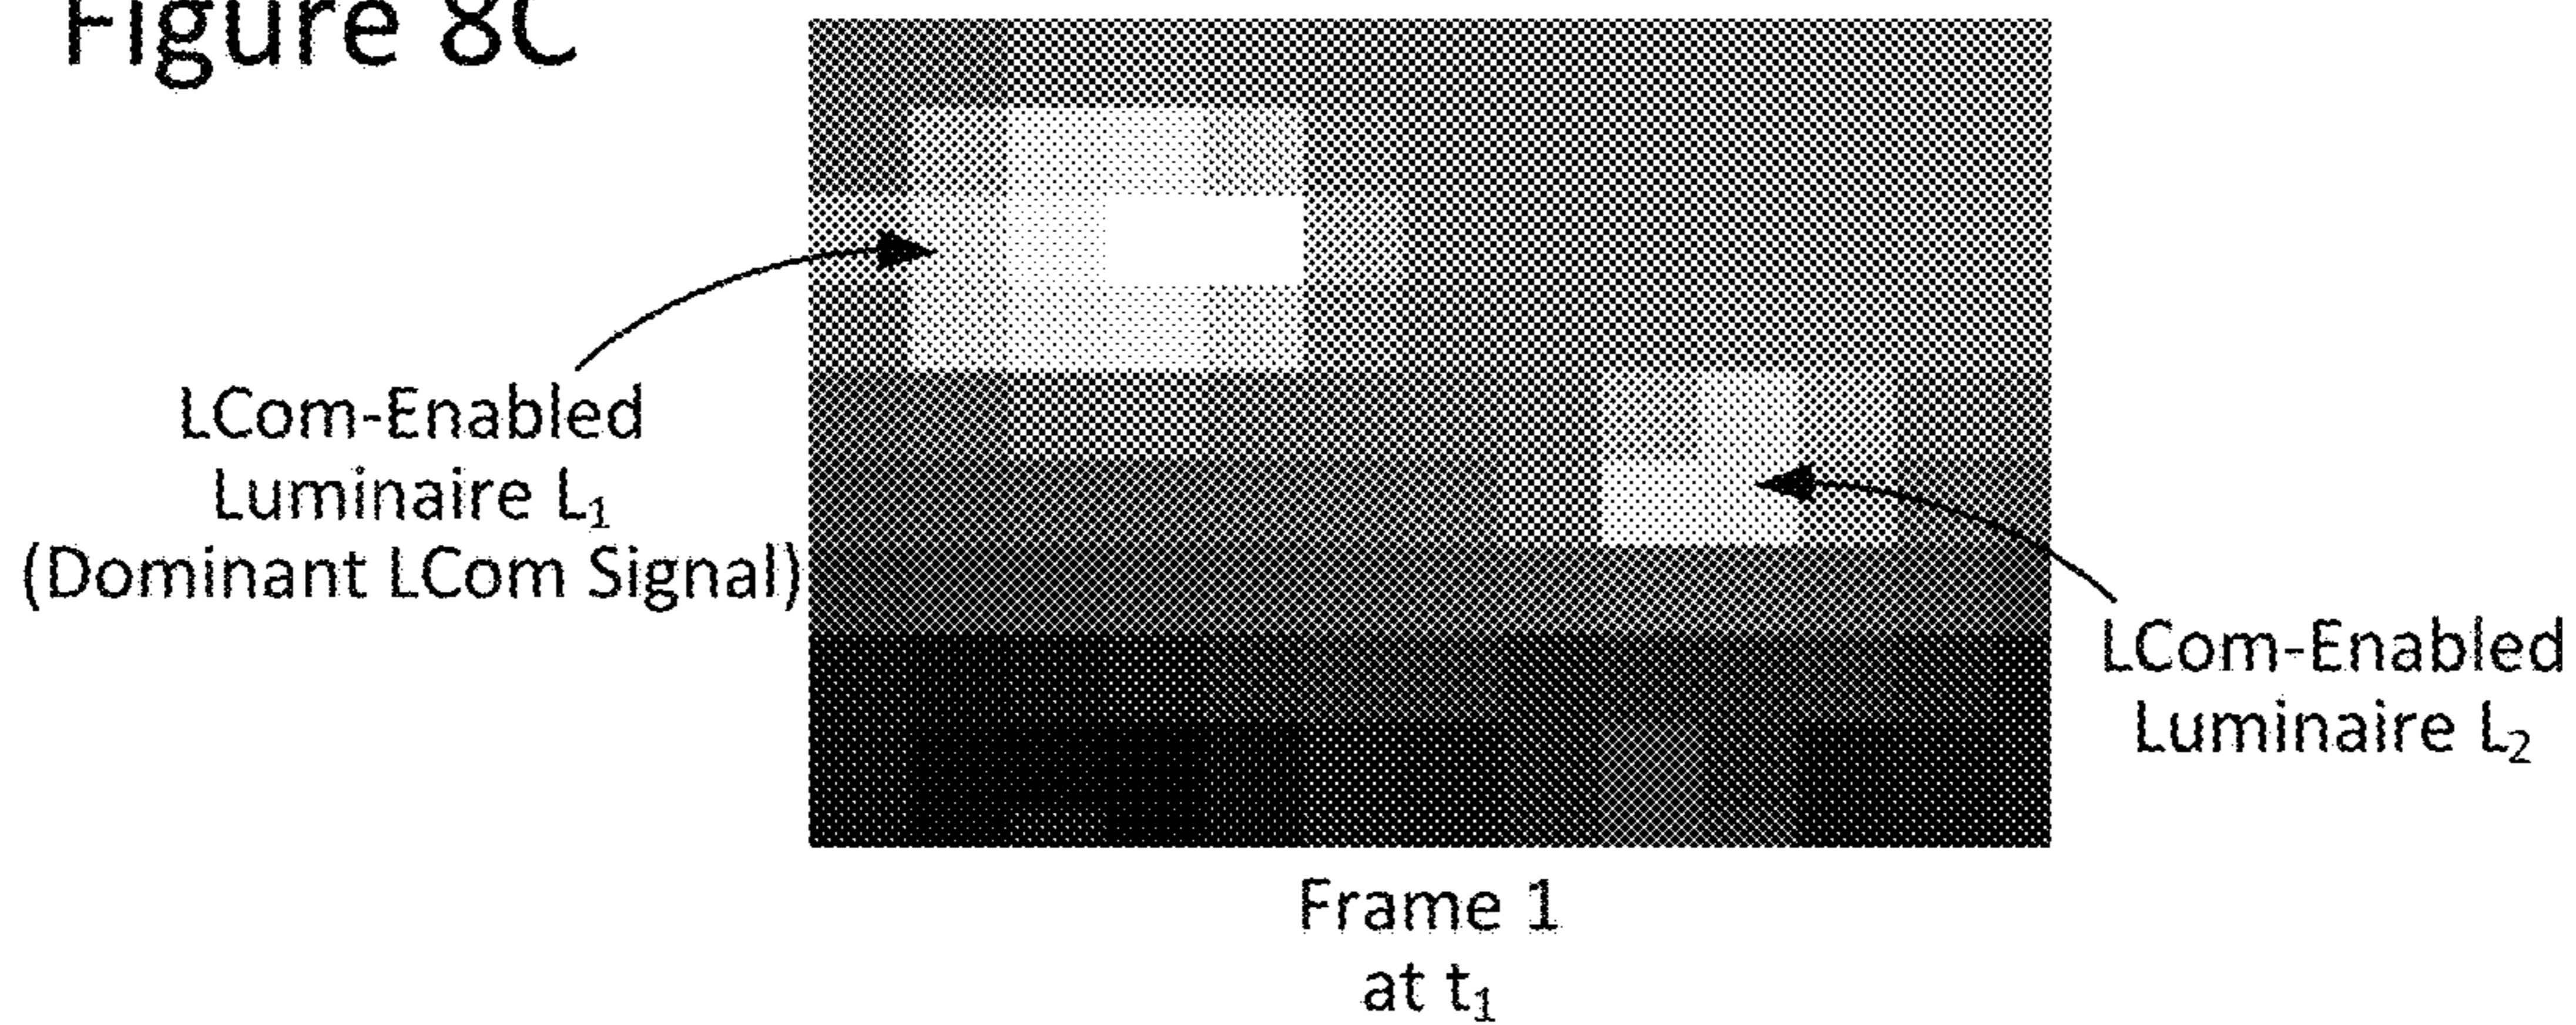 Figure 8C
LCom-Enabled
Luminaire L₁
(Dominant LCom Signal)
LCom-Enabled
Luminaire L₂
Frame 1
at t₁